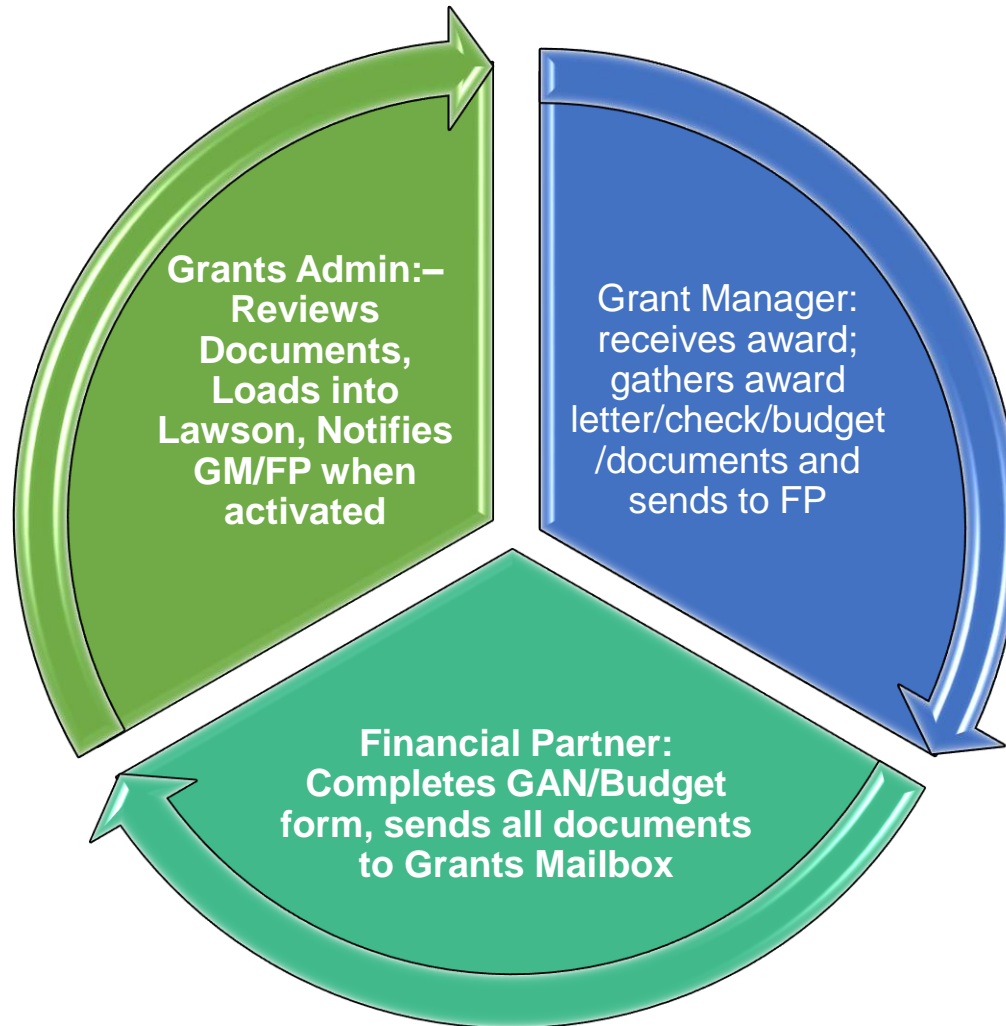 Grant Manager:
receives award;
gathers award
letter/check/budget
/documents and
sends to FP
Financial Partner:
Completes GAN/Budget
form, sends all documents
to Grants Mailbox
Grants Admin:–
Reviews
Documents,
Loads into
Lawson, Notifies
GM/FP when
activated